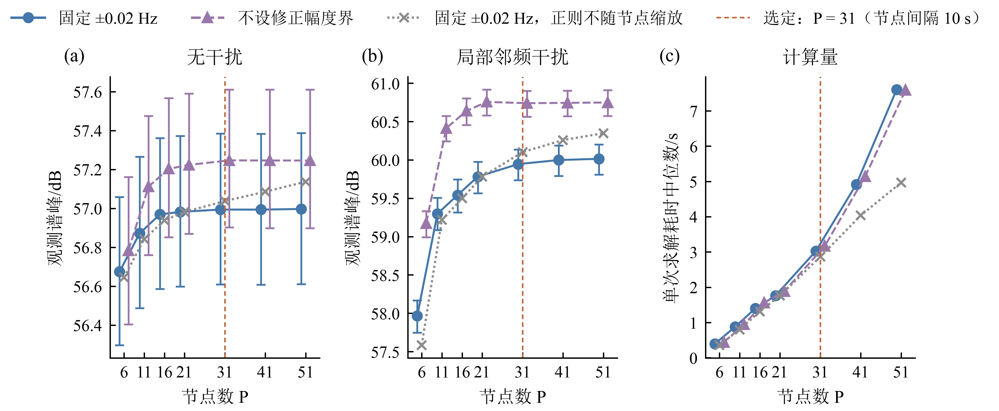 固定 ±0.02 Hz
不设修正幅度界
固定 ±0.02 Hz，正则不随节点缩放
选定：P = 31（节点间隔 10 s）
(a)
无干扰
观测谱峰/dB
57.6
57.4
57.2
57.0
56.8
56.6
56.4
6 11 16 21 31 41 51
节点数 P
(b)
局部邻频干扰
观测谱峰/dB
61.0
60.5
60.0
59.5
59.0
58.5
58.0
57.5
6 11 16 21 31 41 51
节点数 P
(c)
计算量
单次求解耗时中位数/s
7
6
5
4
3
2
1
0
6 11 16 21 31 41 51
节点数 P